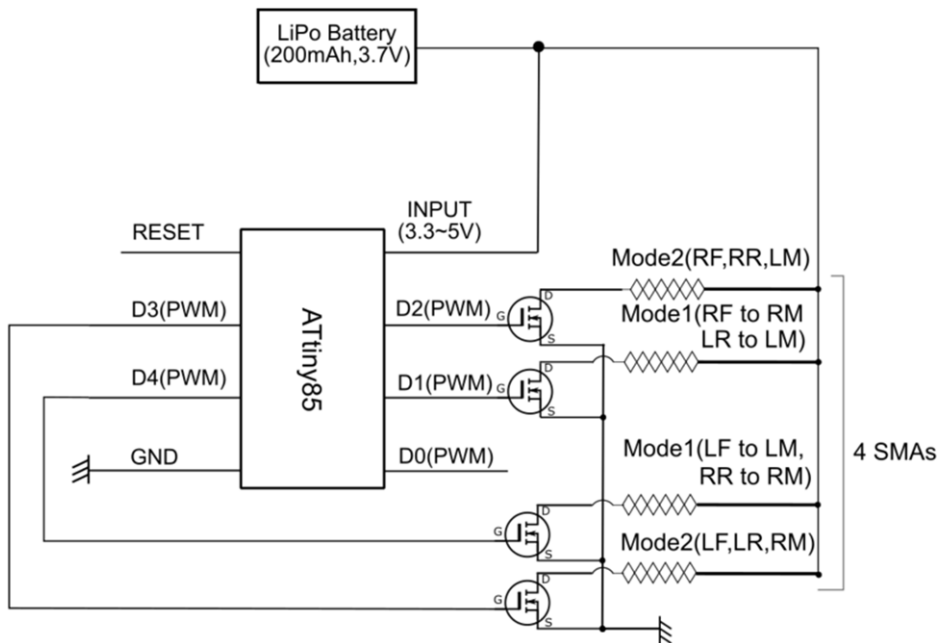 LiPo Battery
(200mAh,3.7V)
INPUT
(3.3~5V)
RESET
D3(PWM)
D4(PWM)
GND
ATtiny85
D2(PWM)
D1(PWM)
D0(PWM)
G
D
S
G
D
S
G
D
S
G
D
S
Mode2(RF,RR,LM)
Mode1(RF to RM
LR to LM)
Mode1(LF to LM,
RR to RM)
Mode2(LF,LR,RM)
4 SMAs